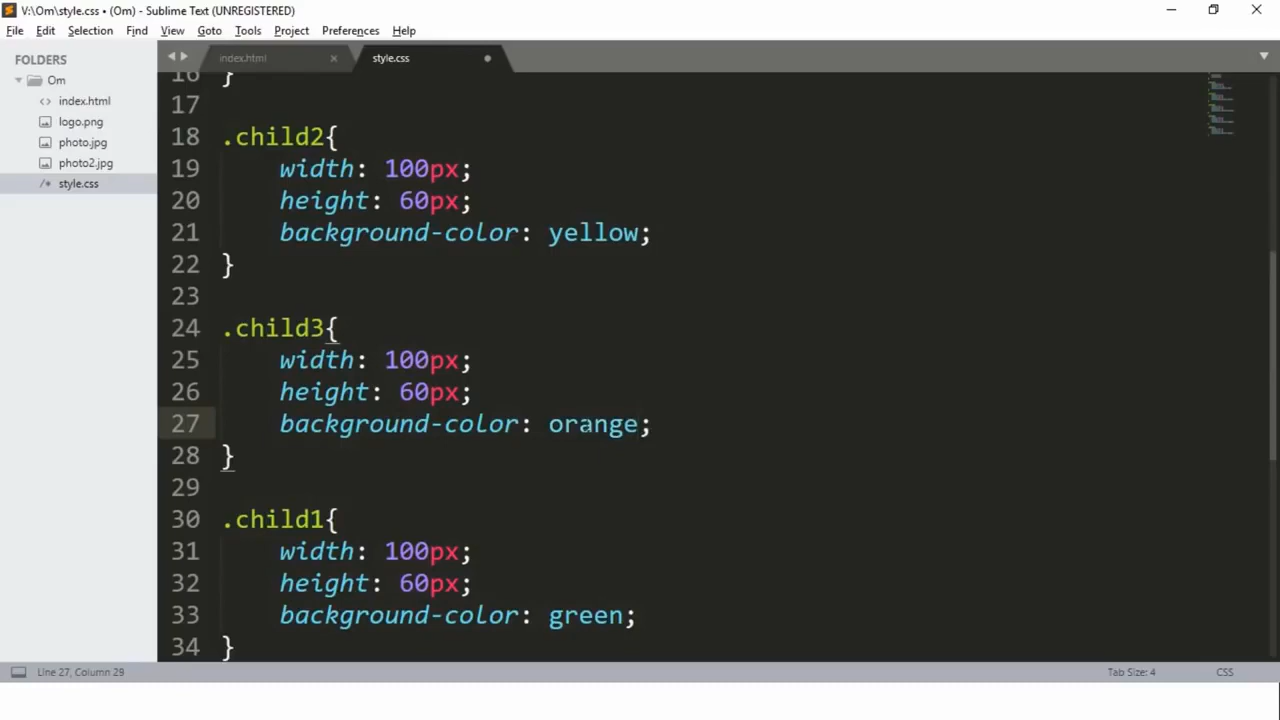 V:\Om\style.css • (Om) - Sublime Text (UNREGISTERED)
File Edit Selection Find View Goto Tools Project Preferences Help
FOLDERS
Om
index.html
logo.png
photo.jpg
photo2.jpg
style.css
index.html × style.css
16 }
17
18 .child2{
19 width: 100px;
20 height: 60px;
21 background-color: yellow;
22 }
23
24 .child3{
25 width: 100px;
26 height: 60px;
27 background-color: orange;
28 }
29
30 .child1{
31 width: 100px;
32 height: 60px;
33 background-color: green;
34 }
Line 27, Column 29 Tab Size: 4 CSS